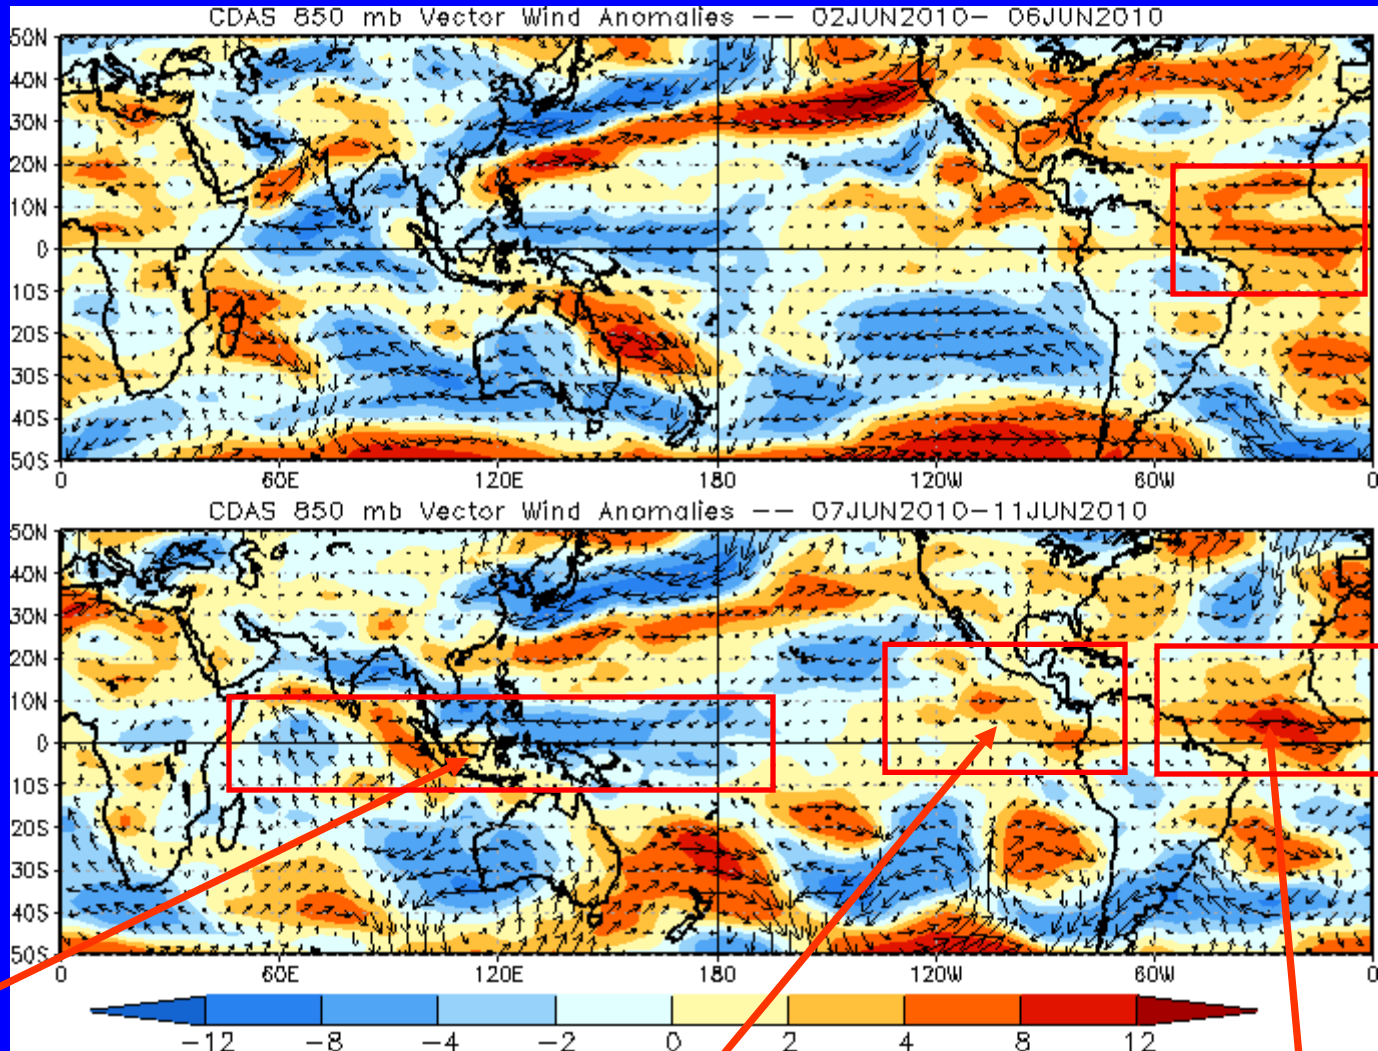 CDAS 850 mb Vector Wind Anomalies -- 02JUN2010- 06JUN2010
50N
40N
30N
20N
10N
0
10S
20S
30S
40S
50S
0 60E 120E 180 120W 60W 0
CDAS 850 mb Vector Wind Anomalies -- 07JUN2010-11JUN2010
50N
40N
30N
20N
10N
0
10S
20S
30S
40S
50S
0 60E 120E 180 120W 60W 0
-12 -8 -4 -2 0 2 4 8 12